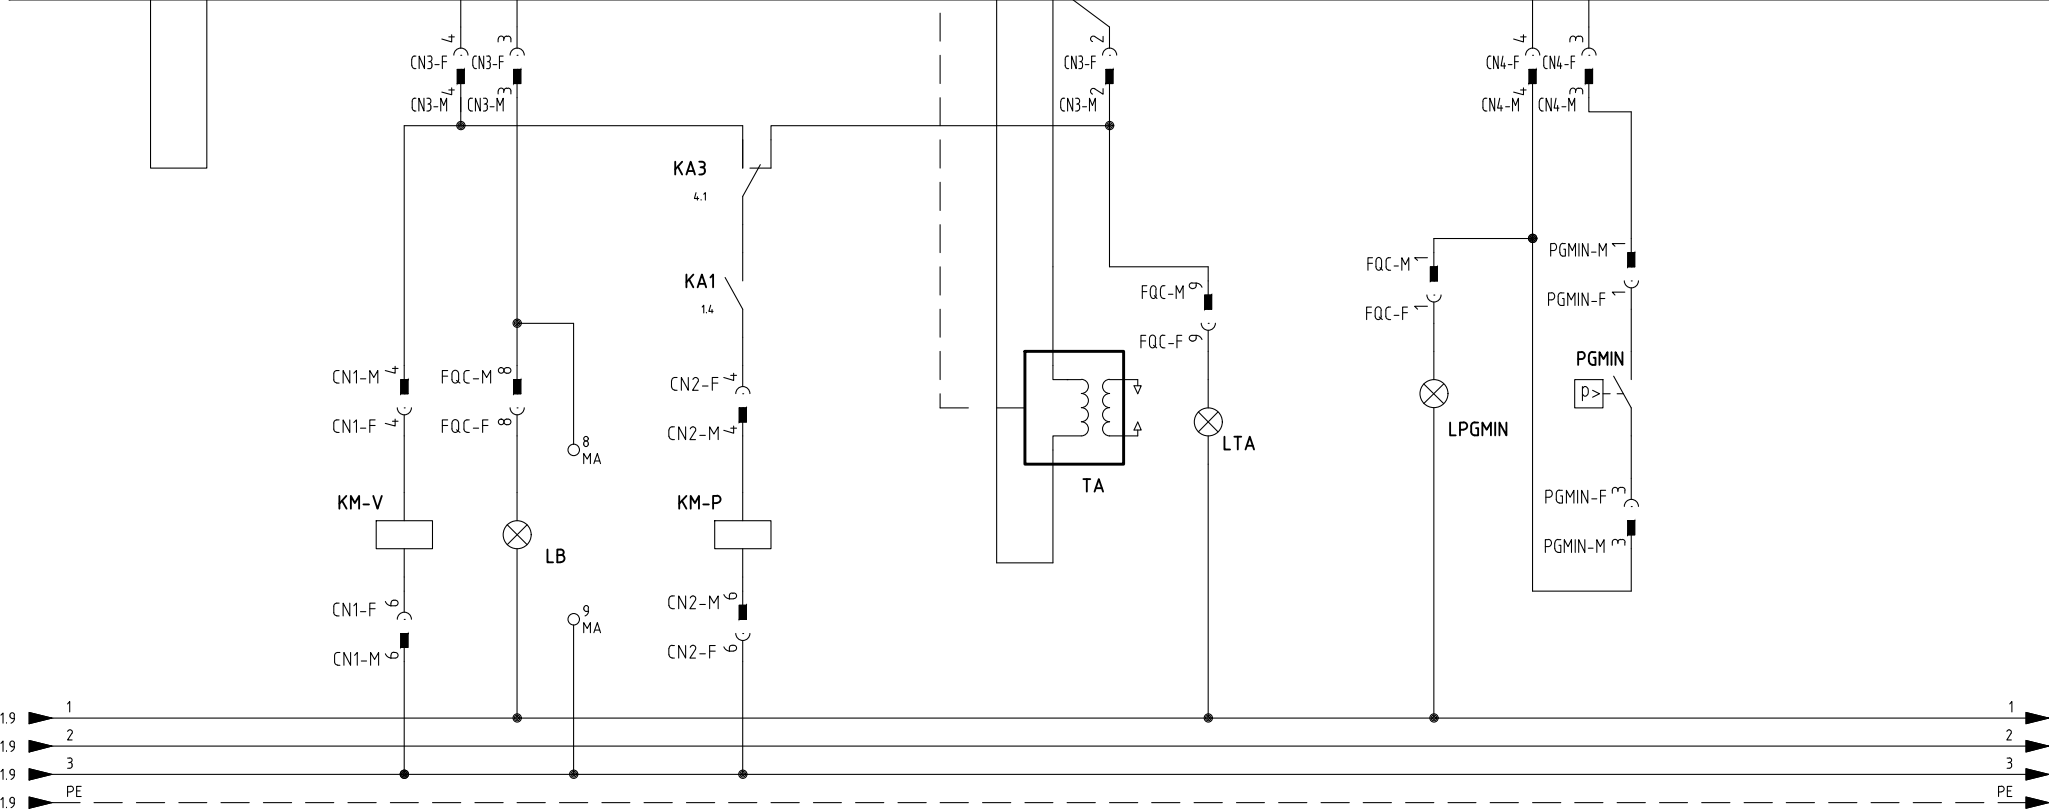 4 3 2 4 3
CN3-F CN3-F CN3-F CN4-F CN4-F
4 3 2 4 3
CN3-M CN3-M CN3-M CN4-M CN4-M
KA3
4.1
PGMIN-M 1
FQC-M 1
KA1
1.4
FQC-M 9
PGMIN-F 1
FQC-F 1
FQC-F 9
PGMIN
CN1-M 4
FQC-M 8
CN2-F 4
P>
CN1-F 4
FQC-F 8
CN2-M 4
LPGMIN
8
MA
LTA
TA
KM-V
KM-P
PGMIN-F 3
LB
PGMIN-M 3
CN1-F 6
9
MA
CN2-M 6
CN1-M 6
CN2-F 6
1.9 1 1
1.9 2 2
1.9 3 3
1.9 PE PE